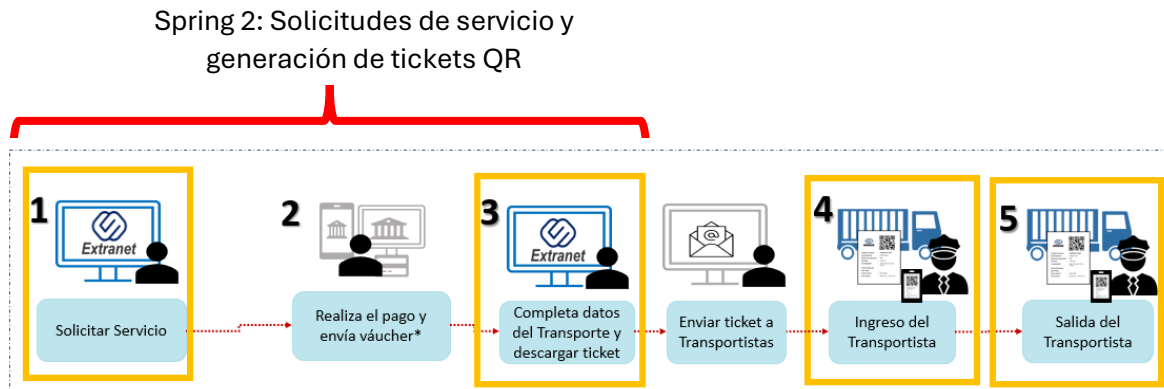 Spring 2: Solicitudes de servicio y
generación de tickets QR
1
Extranet
Solicitar Servicio
2
Realiza el pago y
envía váucher*
3
Extranet
Completa datos
del Transporte y
descargar ticket
@
Enviar ticket a
Transportistas
4
Ingreso del
Transportista
5
Salida del
Transportista